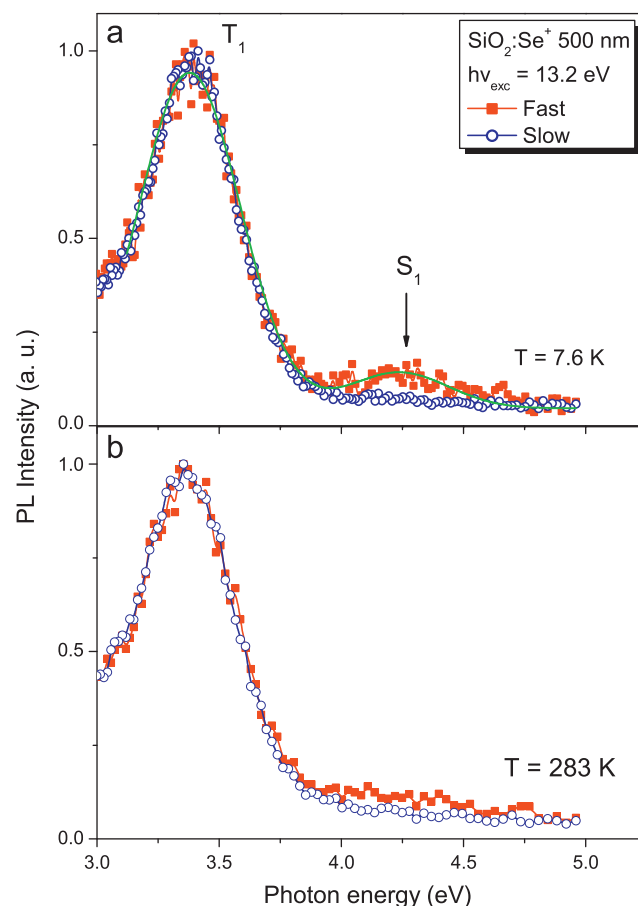 a
T₁
SiO₂:Se⁺ 500 nm
hν_exc = 13.2 eV
Fast
Slow
1.0
0.5
0.0
S₁
T = 7.6 K
PL Intensity (a. u.)
b
1.0
0.5
0.0
T = 283 K
3.0 3.5 4.0 4.5 5.0
Photon energy (eV)